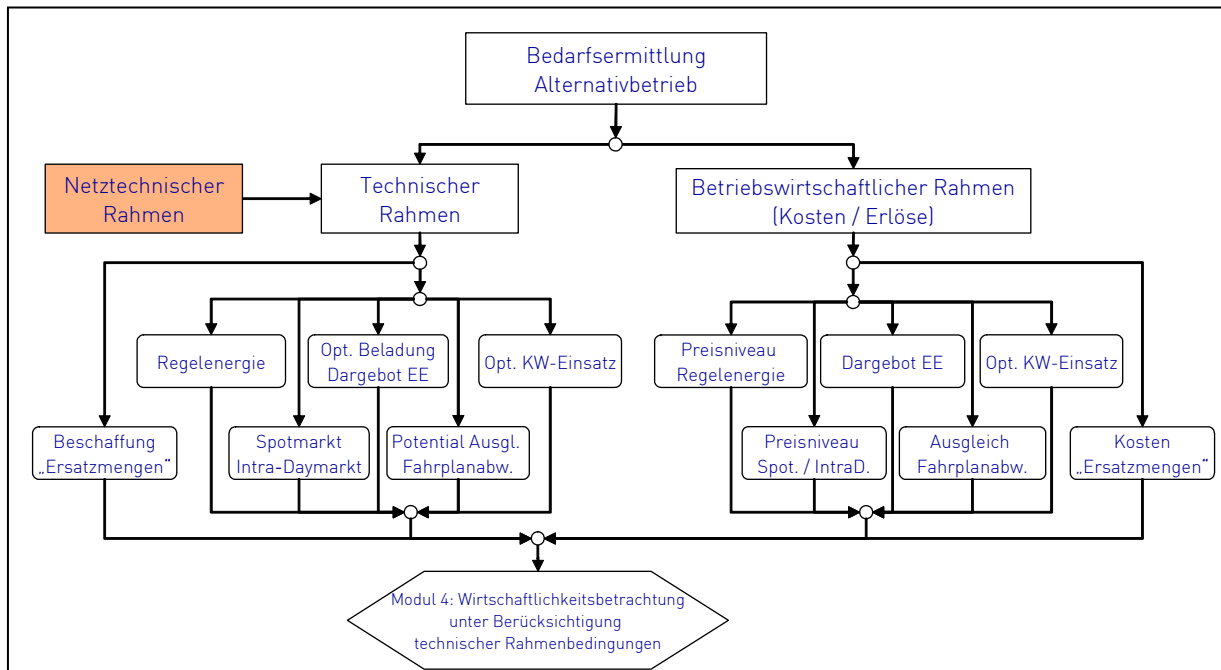 Bedarfsermittlung
Alternativbetrieb
Netztechnischer
Rahmen
Technischer
Rahmen
Betriebswirtschaftlicher Rahmen
(Kosten / Erlöse)
Regelenergie
Opt. Beladung
Dargebot EE
Opt. KW-Einsatz
Preisniveau
Regelenergie
Dargebot EE
Opt. KW-Einsatz
Beschaffung
„Ersatzmengen“
Spotmarkt
Intra-Daymarkt
Potential Ausgl.
Fahrplanabw.
Preisniveau
Spot. / IntraD.
Ausgleich
Fahrplanabw.
Kosten
„Ersatzmengen“
Modul 4: Wirtschaftlichkeitsbetrachtung
unter Berücksichtigung
technischer Rahmenbedingungen